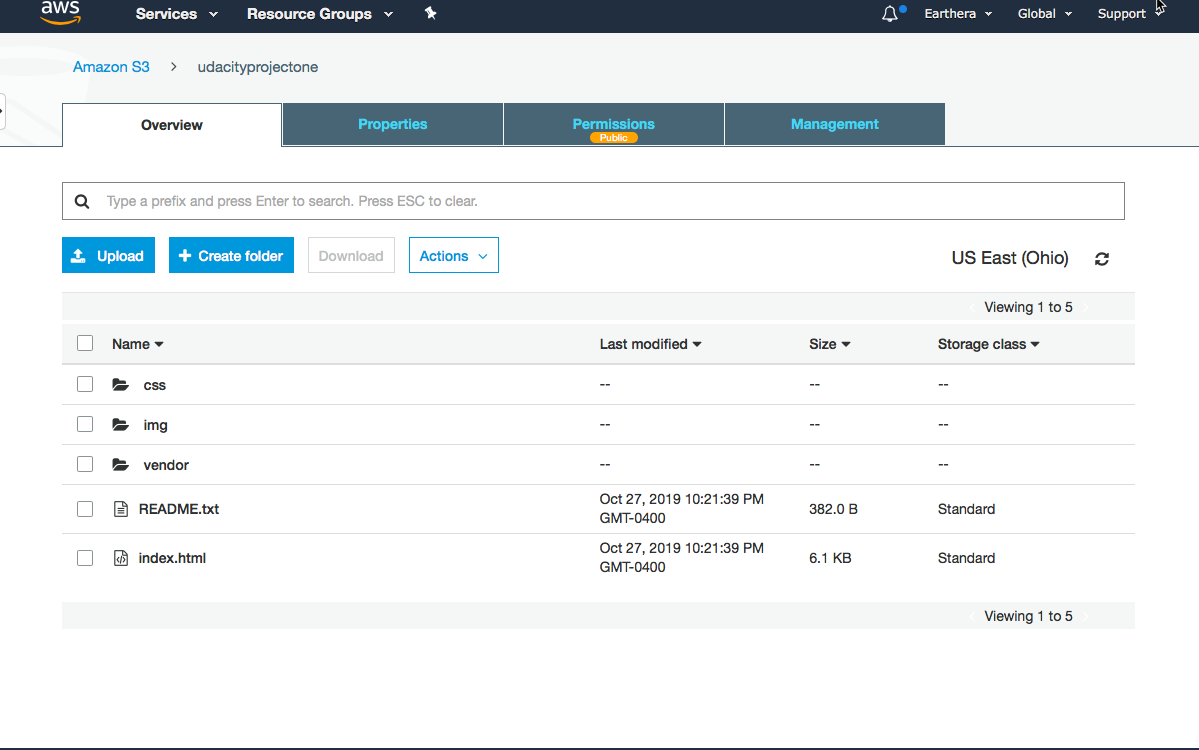 aws Services Resource Groups Earthera Global Support
Amazon S3 > udacityprojectone
Overview Properties Permissions Management
Public
Type a prefix and press Enter to search. Press ESC to clear.
Upload + Create folder Download Actions US East (Ohio)
Viewing 1 to 5
Name Last modified Size Storage class
css -- -- --
img -- -- --
vendor -- -- --
README.txt Oct 27, 2019 10:21:39 PM 382.0 B Standard
GMT-0400
index.html Oct 27, 2019 10:21:39 PM 6.1 KB Standard
GMT-0400
Viewing 1 to 5